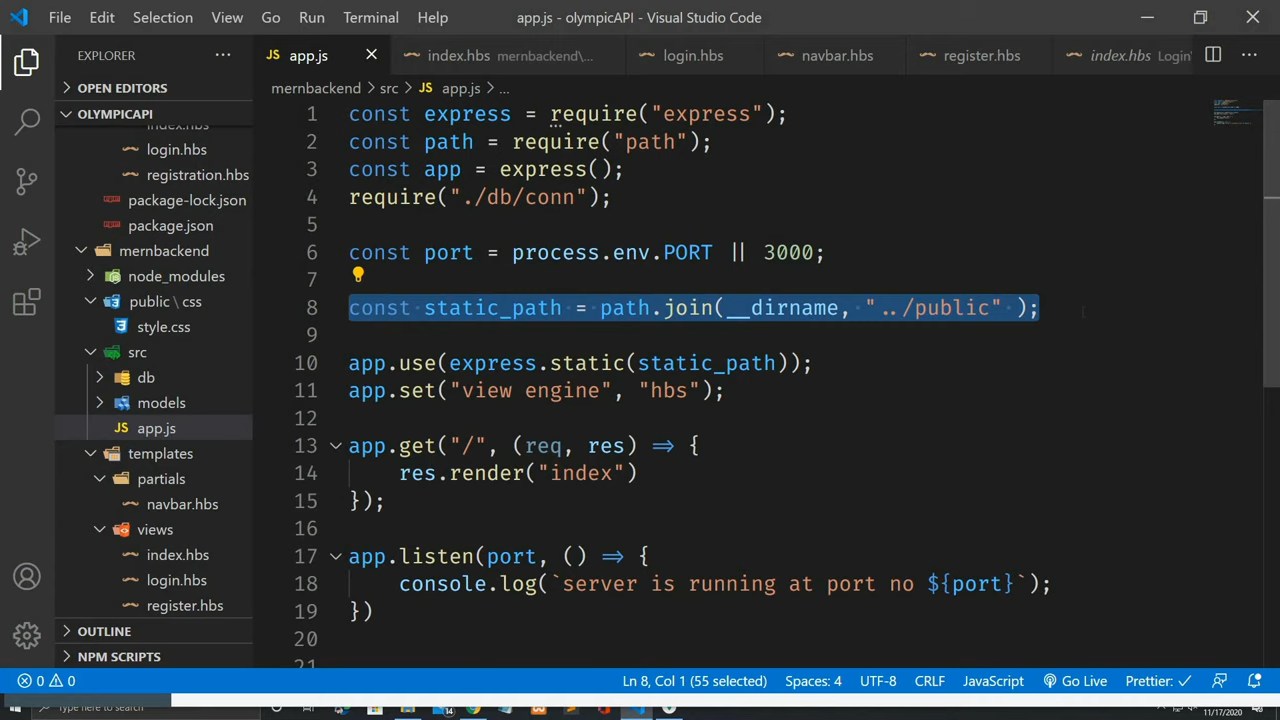 File Edit Selection View Go Run Terminal Help app.js - olympicAPI - Visual Studio Code
EXPLORER ...
app.js index.hbs mernbackend\... login.hbs navbar.hbs register.hbs index.hbs Login\
OPEN EDITORS
OLYMPICAPI
index.hbs
login.hbs
registration.hbs
package-lock.json
package.json
mernbackend
node_modules
public \ css
style.css
src
db
models
JS app.js
templates
partials
navbar.hbs
views
index.hbs
login.hbs
register.hbs
OUTLINE
NPM SCRIPTS
mernbackend > src > JS app.js > ...
1 const express = require("express");
2 const path = require("path");
3 const app = express();
4 require("./db/conn");
5
6 const port = process.env.PORT || 3000;
7
8 const static_path = path.join(__dirname, "../public" );
9
10 app.use(express.static(static_path));
11 app.set("view engine", "hbs");
12
13 app.get("/", (req, res) => {
14 res.render("index")
15 });
16
17 app.listen(port, () => {
18 console.log(`server is running at port no ${port}`);
19 })
20
21
0 0 Ln 8, Col 1 (55 selected) Spaces: 4 UTF-8 CRLF JavaScript Go Live Prettier: ✓
Type here to search 11/17/2020